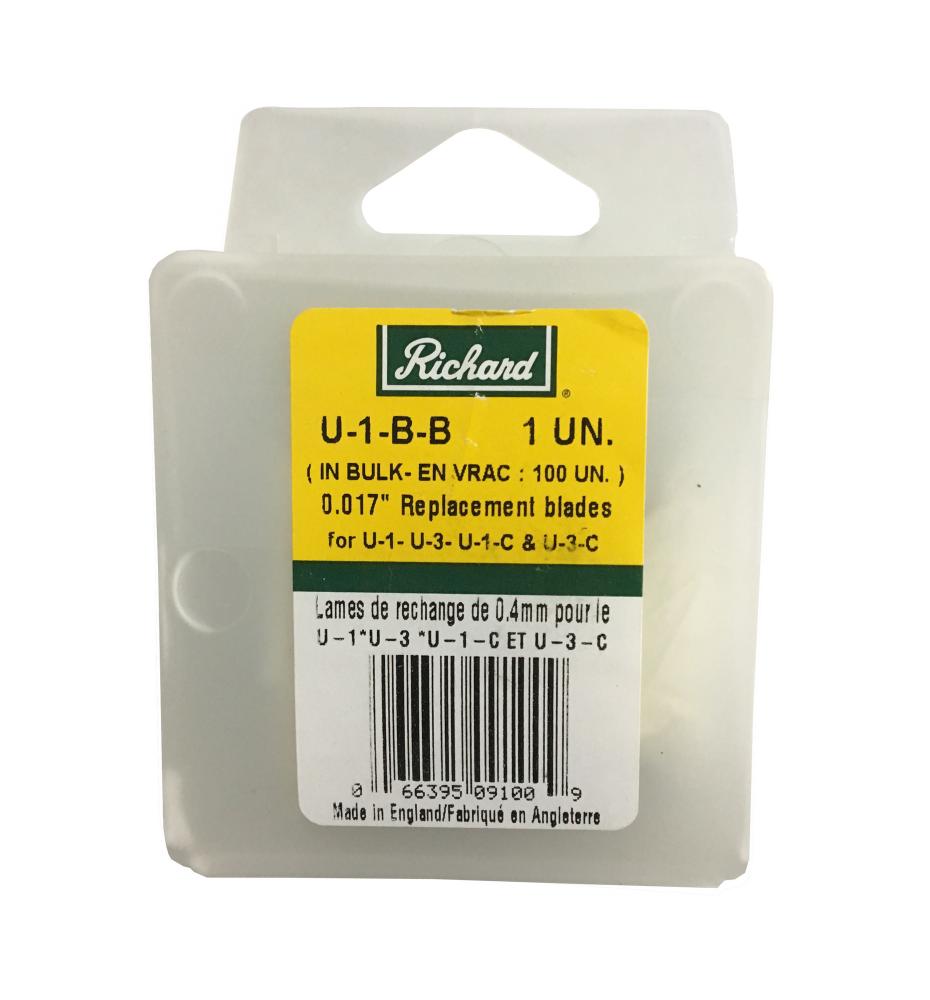 Richard
®
U-1-B-B 1 UN.
( IN BULK- EN VRAC : 100 UN. )
0.017" Replacement blades
for U-1- U-3- U-1-C & U-3-C
Lames de rechange de 0.4mm pour le
U-1*U-3 *U-1-C ET U-3-C
0 66395 09100 9
Made in England/Fabriqué en Angleterre